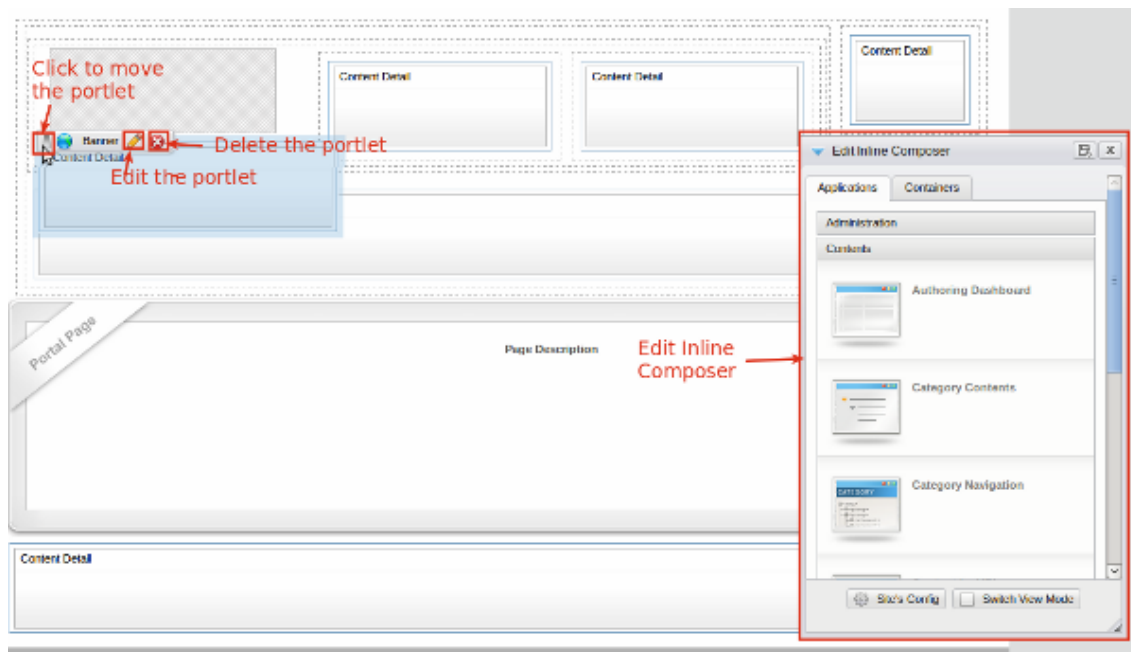 Content Detail
Click to move
the portlet
Content Detail
Content Detail
Banner
Delete the portlet
Content Detail
Edit the portlet
Edit Inline Composer
Applications
Containers
Administration
Contents
Authoring Dashboard
Portal Page
Page Description
Edit Inline
Composer
Category Contents
CATEGORY
Category Navigation
Content Detail
Site's Config
Switch View Mode